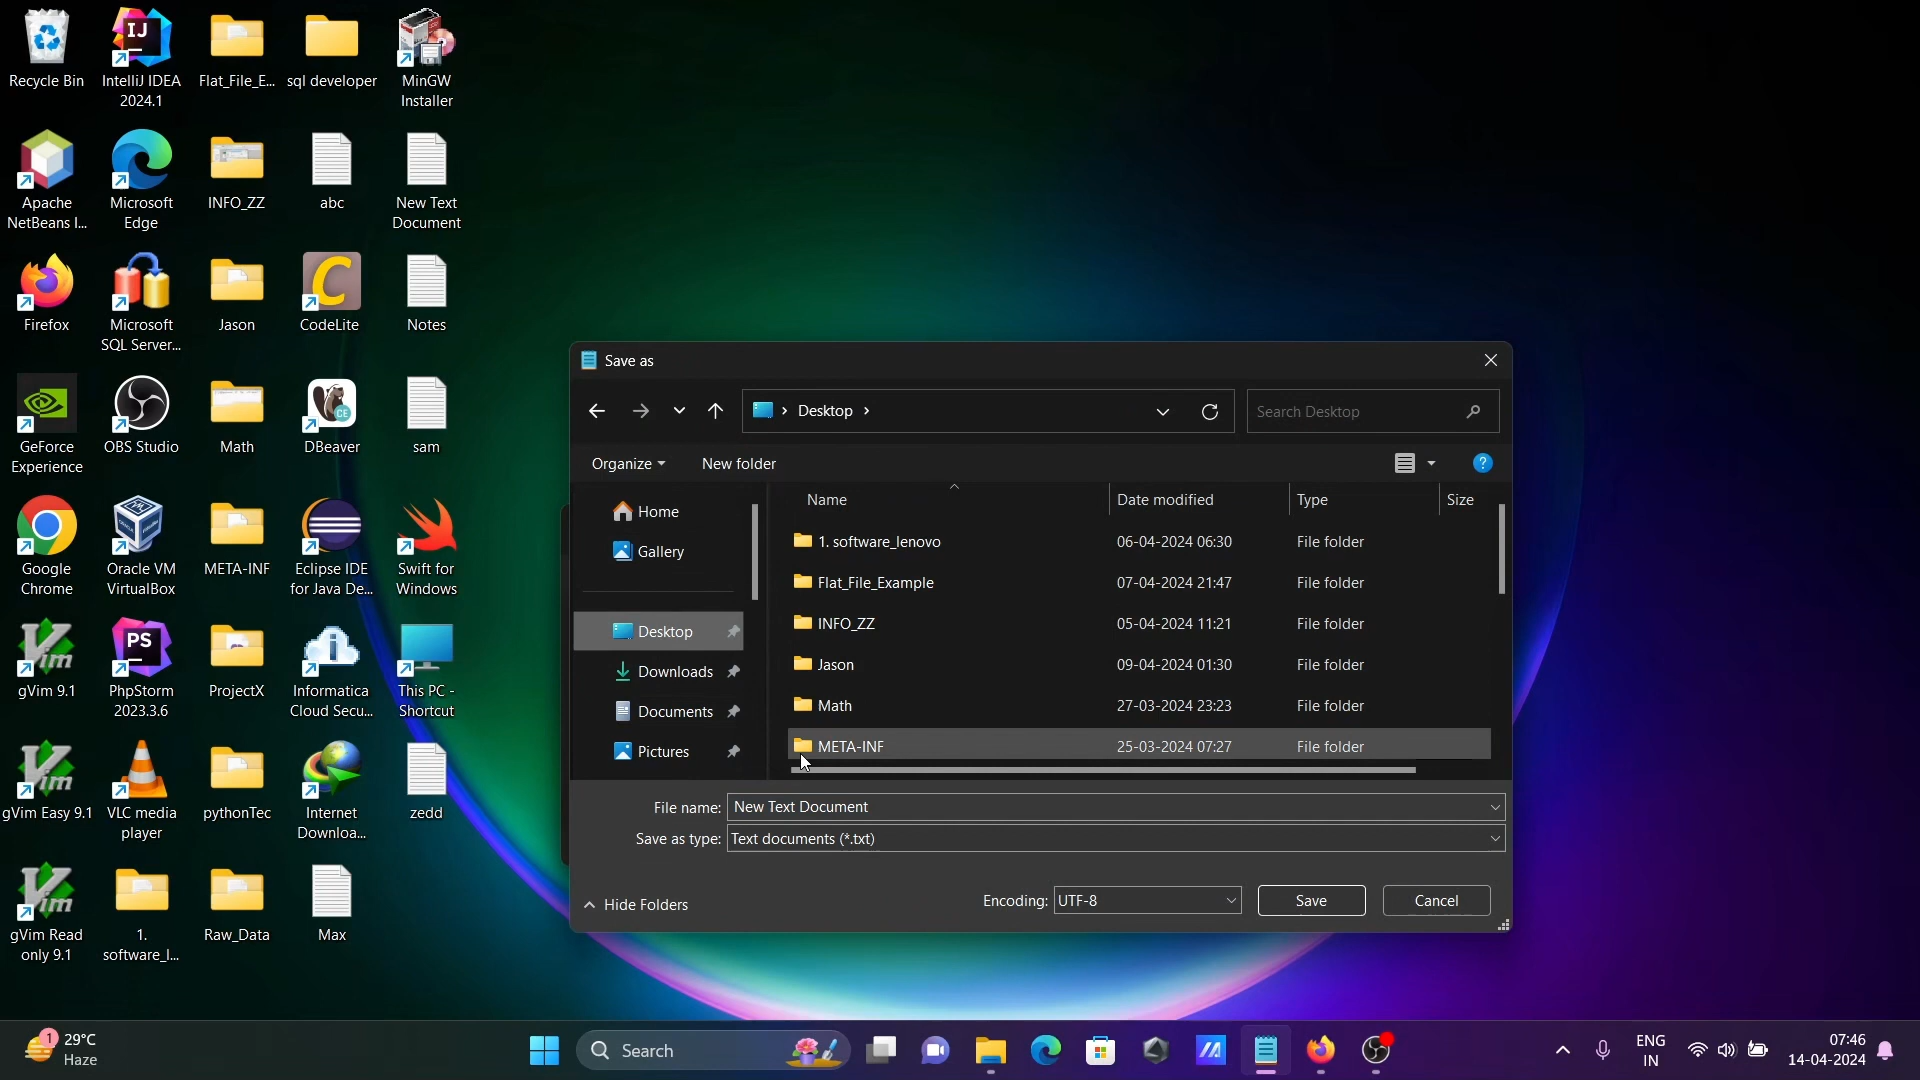 Recycle Bin
IntelliJ IDEA
2024.1
Flat_File_E...
sql developer
MinGW
Installer
Apache
NetBeans I...
Microsoft
Edge
INFO_ZZ
abc
New Text
Document
Firefox
Microsoft
SQL Server...
Jason
CodeLite
Notes
GeForce
Experience
OBS Studio
Math
DBeaver
sam
Google
Chrome
Oracle VM
VirtualBox
META-INF
Eclipse IDE
for Java De...
Swift for
Windows
gVim 9.1
PhpStorm
2023.3.6
ProjectX
Informatica
Cloud Secu...
This PC -
Shortcut
gVim Easy 9.1
VLC media
player
pythonTec
Internet
Downloa...
zedd
gVim Read
only 9.1
1.
software_l...
Raw_Data
Max
Save as
Desktop
Search Desktop
Organize
New folder
Home
Gallery
Desktop
Downloads
Documents
Pictures
Name Date modified Type Size
1. software_lenovo 06-04-2024 06:30 File folder
Flat_File_Example 07-04-2024 21:47 File folder
INFO_ZZ 05-04-2024 11:21 File folder
Jason 09-04-2024 01:30 File folder
Math 27-03-2024 23:23 File folder
META-INF 25-03-2024 07:27 File folder
File name: New Text Document
Save as type: Text documents (*.txt)
Hide Folders
Encoding: UTF-8
Save
Cancel
1
29°C
Haze
Search
ENG
IN
07:46
14-04-2024